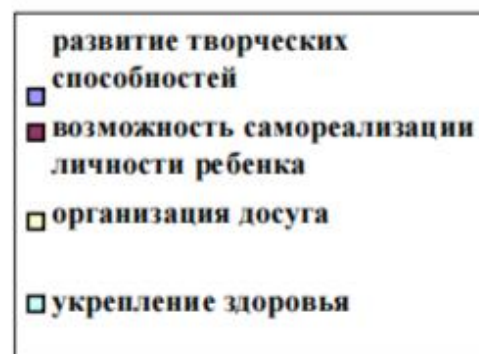 развитие творческих
способностей
возможность самореализации
личности ребенка
организация досуга
укрепление здоровья